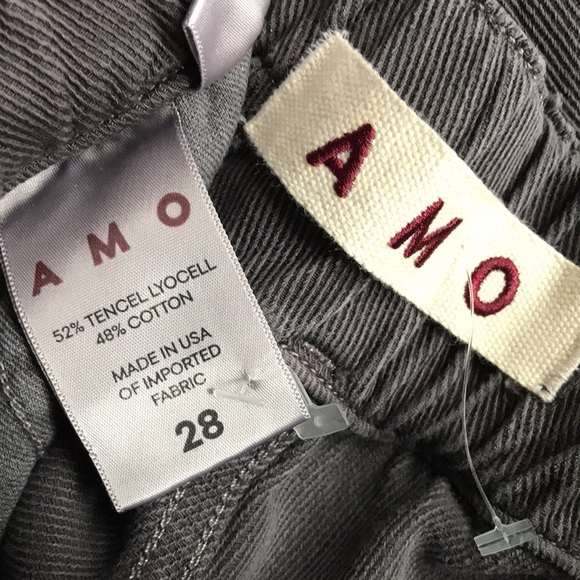 AMO
52% TENCEL LYOCELL
48% COTTON
MADE IN USA
OF IMPORTED
FABRIC
28
AMO